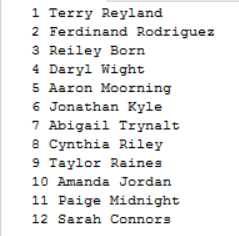 1 Terry Reyland
2 Ferdinand Rodriguez
3 Reiley Born
4 Daryl Wight
5 Aaron Moorning
6 Jonathan Kyle
7 Abigail Trynalt
8 Cynthia Riley
9 Taylor Raines
10 Amanda Jordan
11 Paige Midnight
12 Sarah Connors